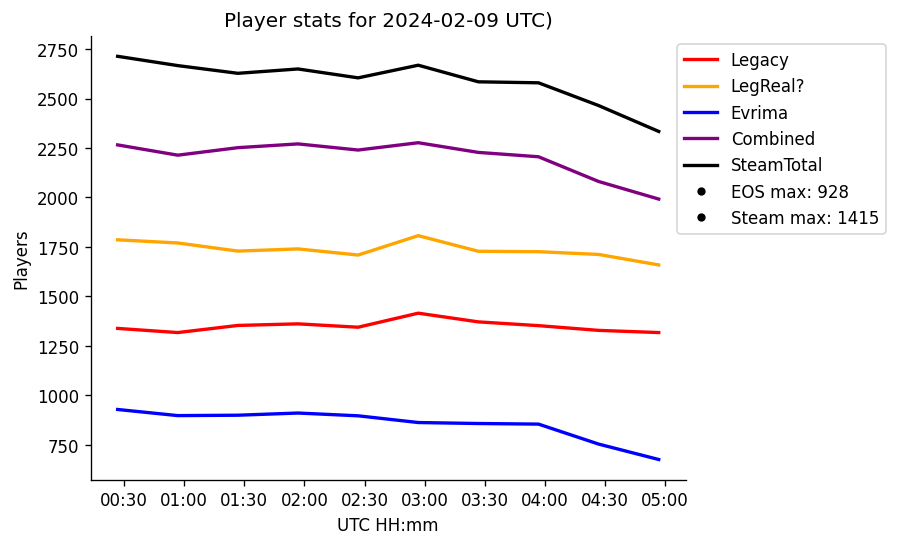 Player stats for 2024-02-09 UTC)
2750
2500
2250
2000
1750
1500
1250
1000
750
Players
00:30 01:00 01:30 02:00 02:30 03:00 03:30 04:00 04:30 05:00
UTC HH:mm
Legacy
LegReal?
Evrima
Combined
SteamTotal
EOS max: 928
Steam max: 1415